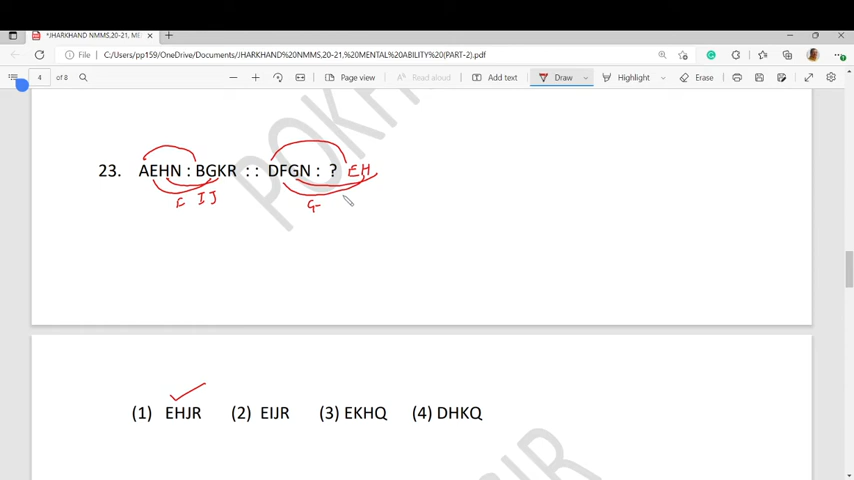 *JHARKHAND NMMS,20-21, MENTAL
File C:/Users/pp159/OneDrive/Documents/JHARKHAND%20NMMS,20-21,%20MENTAL%20ABILITY%20(PART-2).pdf
4 of 8 Page view Read aloud Add text Draw Highlight Erase
23. AEHN : BGKR : : DFGN : ? EH
F IJ G
(1) EHJR (2) EIJR (3) EKHQ (4) DHKQ